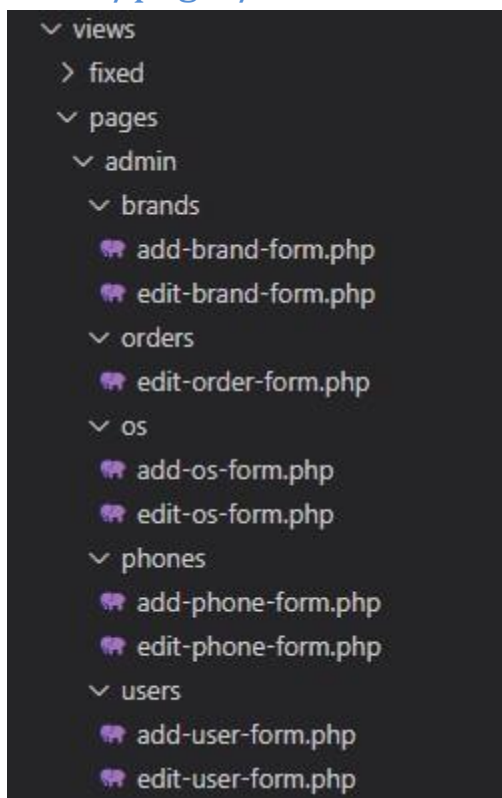 views
fixed
pages
admin
brands
add-brand-form.php
edit-brand-form.php
orders
edit-order-form.php
os
add-os-form.php
edit-os-form.php
phones
add-phone-form.php
edit-phone-form.php
users
add-user-form.php
edit-user-form.php